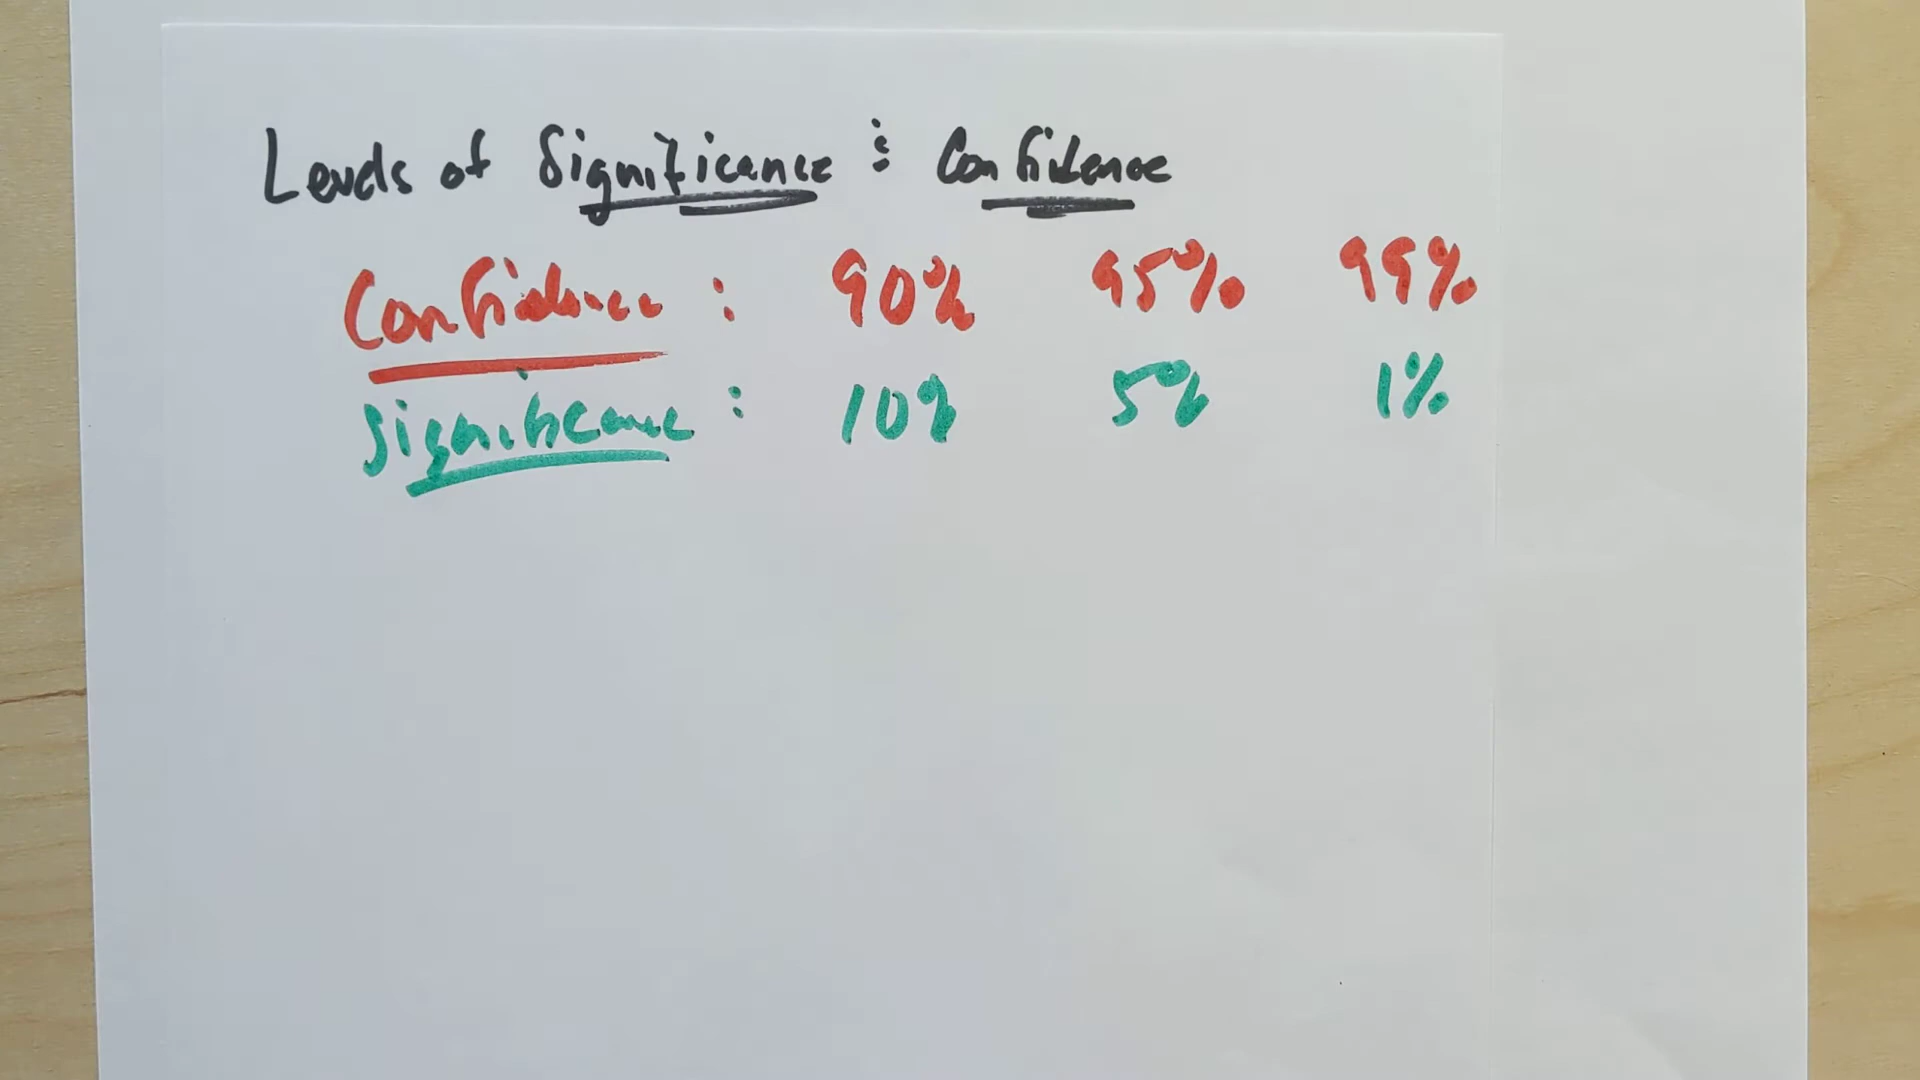 Levels of Significance : Confidence
Confidence : 90% 95% 99%
Significance : 10% 5% 1%